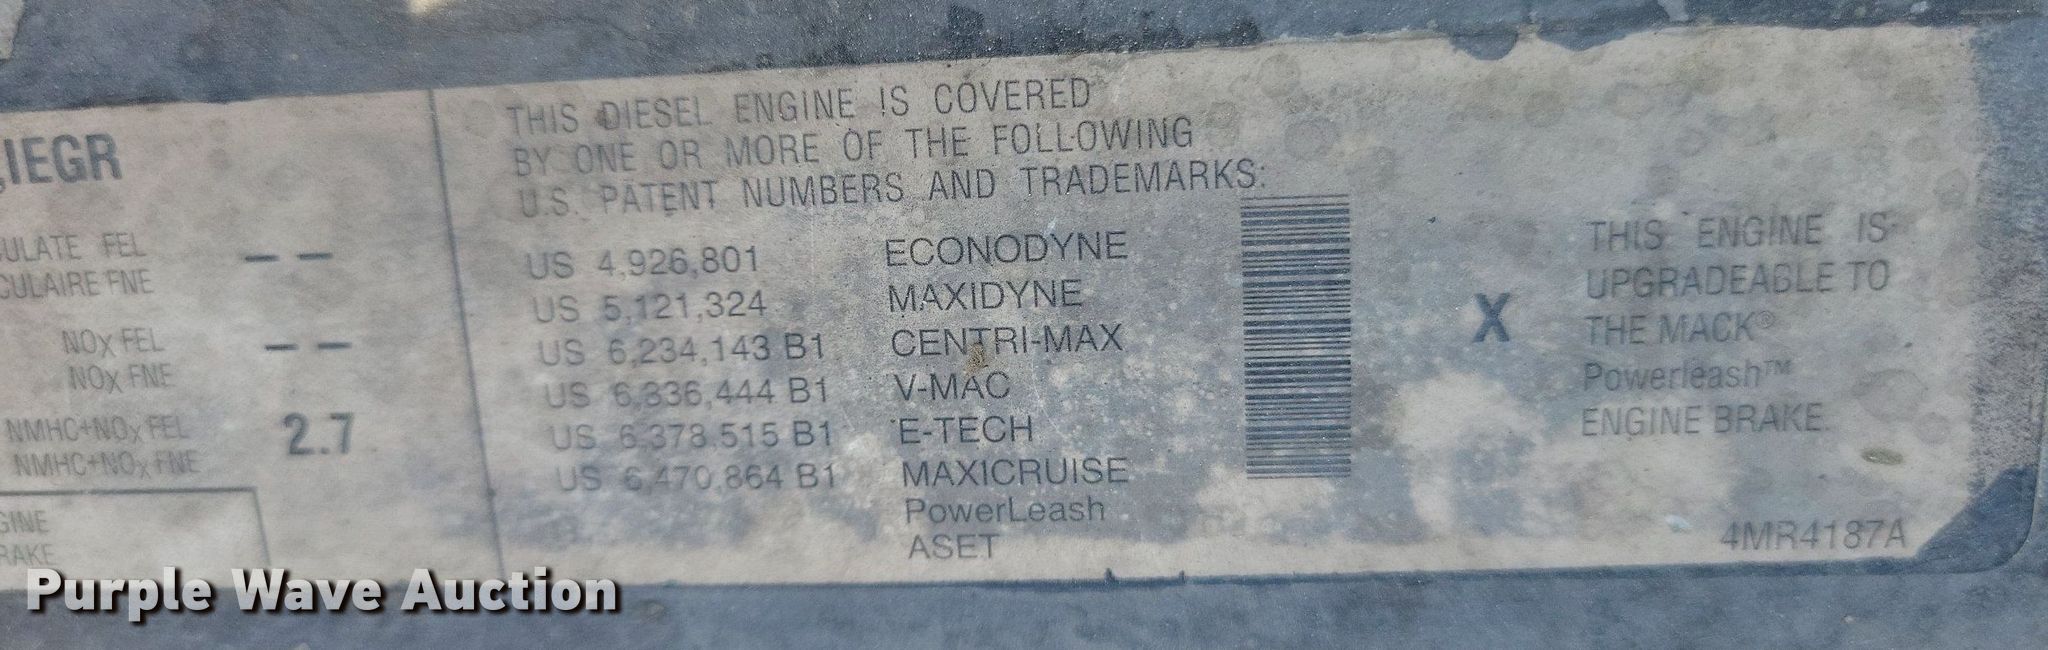 ,IEGR
ULATE FEL — —
CULAIRE FNE
NOx FEL — —
NOx FNE
NMHC+NOx FEL 2.7
NMHC+NOx FNE
GINE
RAKE
THIS DIESEL ENGINE IS COVERED
BY ONE OR MORE OF THE FOLLOWING
U.S. PATENT NUMBERS AND TRADEMARKS:
US 4,926,801 ECONODYNE
US 5,121,324 MAXIDYNE
US 6,234,143 B1 CENTRI-MAX
US 6,336,444 B1 V-MAC
US 6,378,515 B1 E-TECH
US 6,470,864 B1 MAXICRUISE
PowerLeash
ASET
X
THIS ENGINE IS
UPGRADEABLE TO
THE MACK®
Powerleash™
ENGINE BRAKE.
4MR4187A
Purple Wave Auction